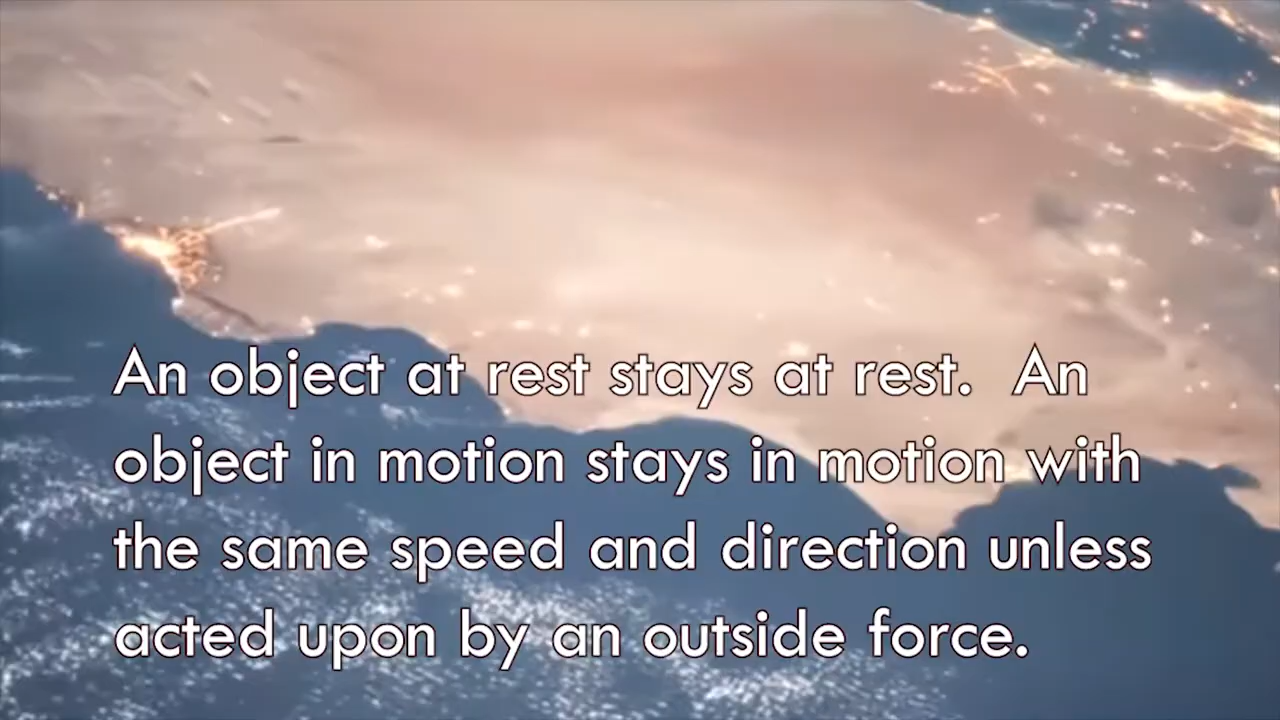 An object at rest stays at rest.  An
object in motion stays in motion with
the same speed and direction unless
acted upon by an outside force.